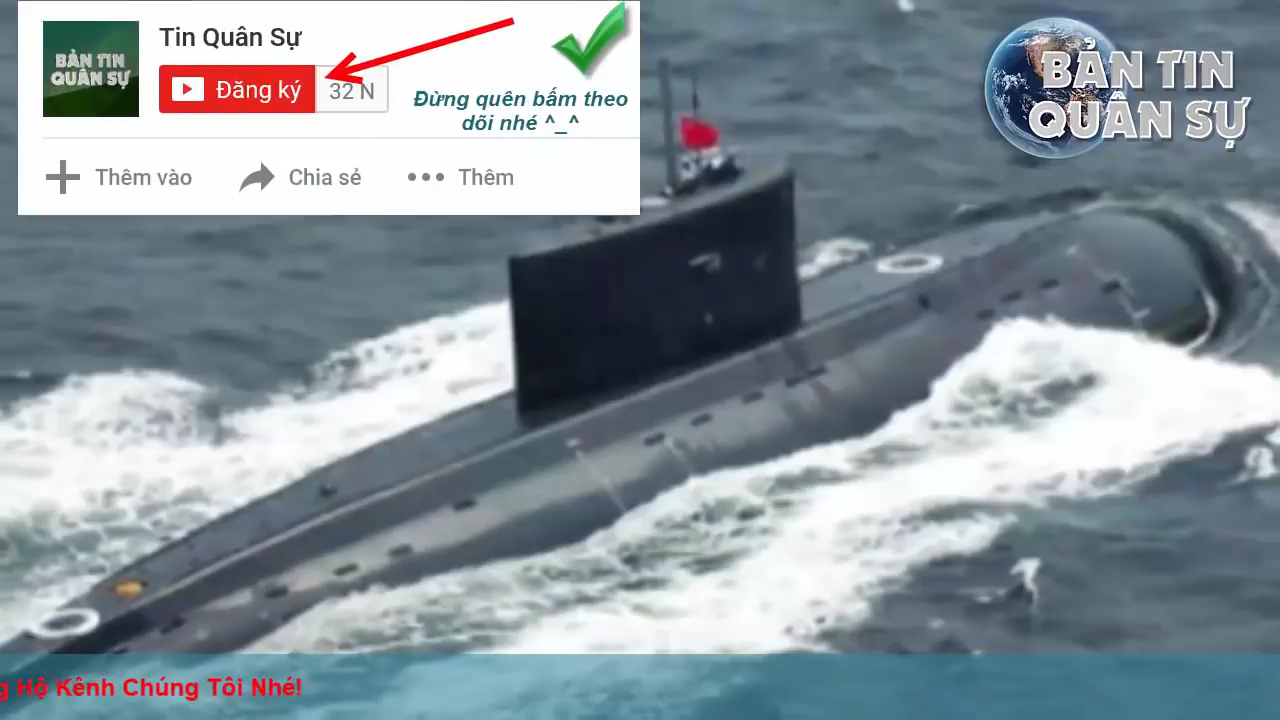 BẢN TIN
QUÂN SỰ
Tin Quân Sự
Đăng ký
32 N
Đừng quên bấm theo
dõi nhé ^_^
Thêm vào
Chia sẻ
Thêm
BẢN TIN
QUÂN SỰ
g Hộ Kênh Chúng Tôi Nhé!